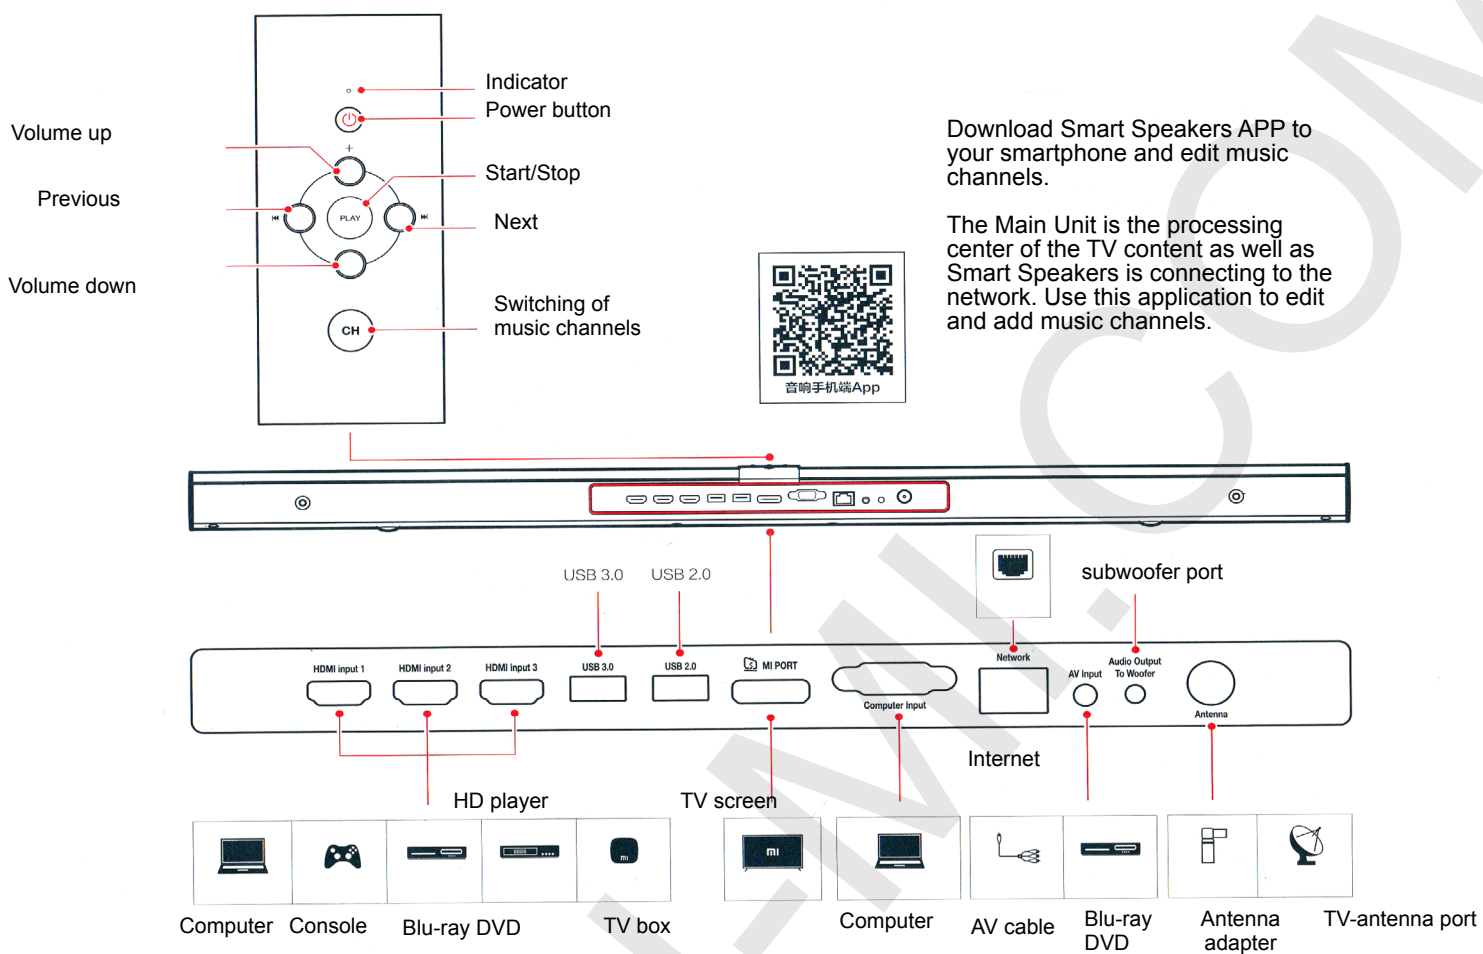 Indicator
Power button
Volume up
+
Start/Stop
Previous
PLAY
Next
Volume down
Switching of
music channels
CH
Download Smart Speakers APP to
your smartphone and edit music
channels.
The Main Unit is the processing
center of the TV content as well as
Smart Speakers is connecting to the
network. Use this application to edit
and add music channels.
音响手机端App
USB 3.0
USB 2.0
subwoofer port
HDMI input 1
HDMI input 2
HDMI input 3
USB 3.0
USB 2.0
MI PORT
Computer Input
Network
AV Input
Audio Output
To Woofer
Antenna
Internet
HD player
TV screen
mi
mi
Computer
Console
Blu-ray DVD
TV box
Computer
AV cable
Blu-ray
DVD
Antenna
adapter
TV-antenna port
-MI.COM